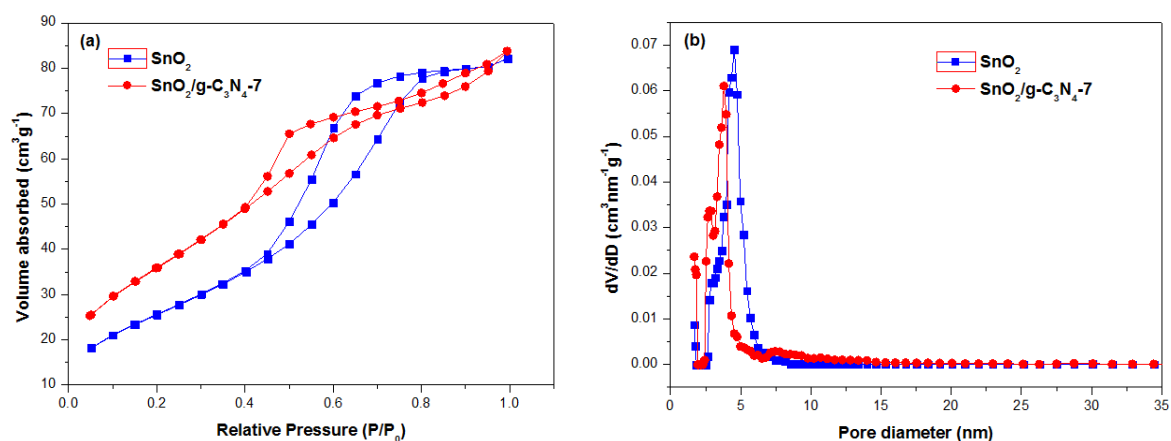 (a)
SnO₂
SnO₂/g-C₃N₄-7
Volume absorbed (cm³g⁻¹)
90
80
70
60
50
40
30
20
10
0.0 0.2 0.4 0.6 0.8 1.0
Relative Pressure (P/P₀)
(b)
SnO₂
SnO₂/g-C₃N₄-7
dV/dD (cm³nm⁻¹g⁻¹)
0.07
0.06
0.05
0.04
0.03
0.02
0.01
0.00
0 5 10 15 20 25 30 35
Pore diameter (nm)